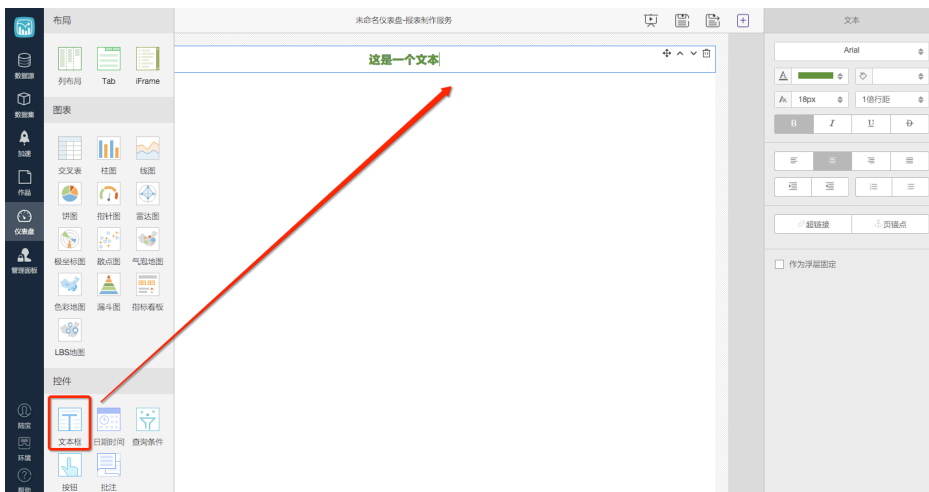 布局
未命名仪表盘-报表制作服务
文本
数据源
数据集
加速
作品
仪表盘
管理面板
陆宝
环境
帮助
列布局 Tab iFrame
图表
交叉表 柱图 线图
饼图 指针图 雷达图
极坐标图 散点图 气泡地图
色彩地图 漏斗图 指标看板
LBS地图
控件
文本框 日期时间 查询条件
按钮 批注
这是一个文本
Arial
18px 1倍行距
B I U D
超链接 页锚点
作为浮层固定